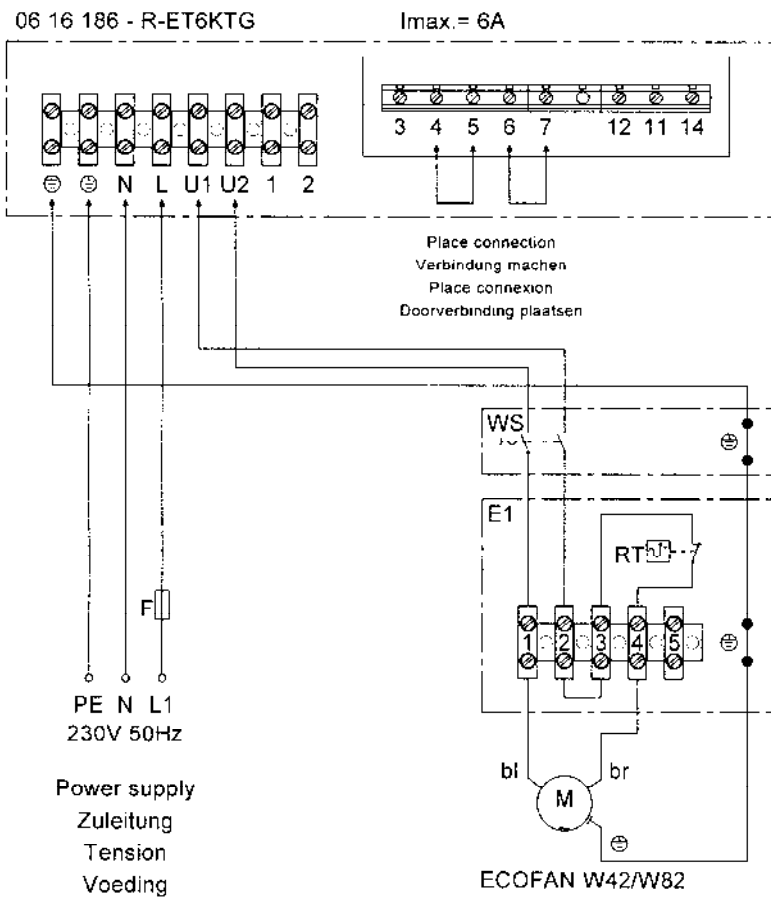 06 16 186 - R-ET6KTG
Imax.= 6A
3 4 5 6 7 12 11 14
N L U1 U2 1 2
Place connection
Verbindung machen
Place connexion
Doorverbinding plaatsen
WS
E1
RT
F
1 2 3 4 5
PE N L1
230V 50Hz
bl
br
M
Power supply
Zuleitung
Tension
Voeding
ECOFAN W42/W82